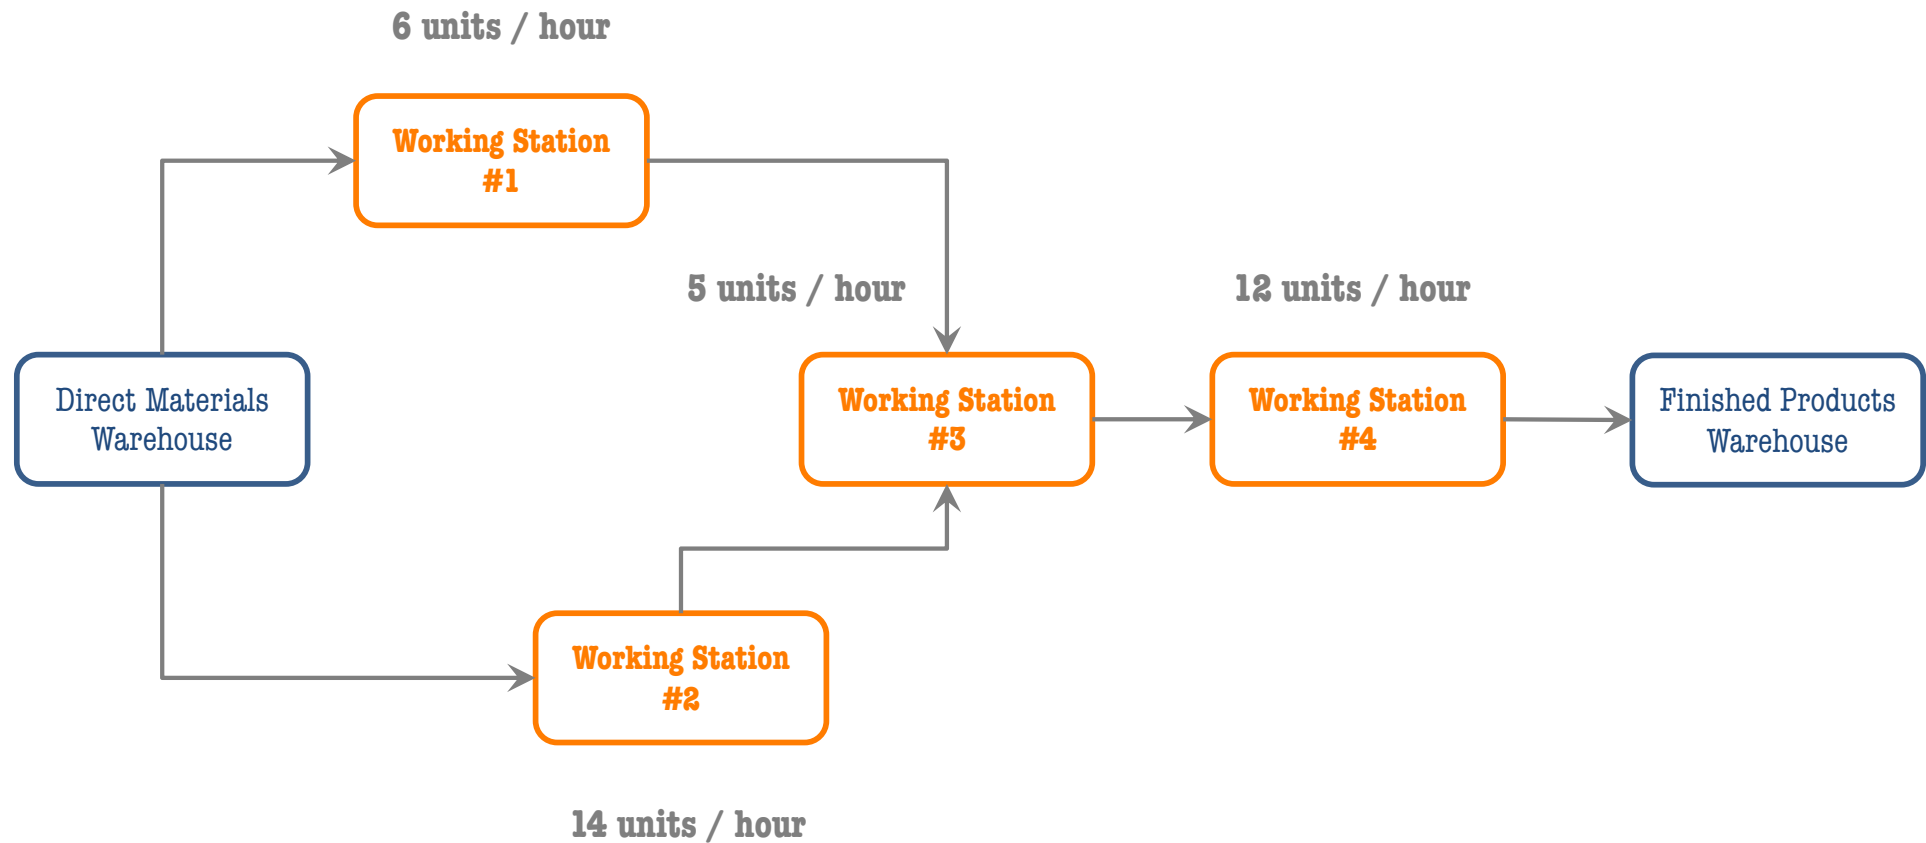 6 units / hour
Working Station
#1
5 units / hour
12 units / hour
Direct Materials
Warehouse
Working Station
#3
Working Station
#4
Finished Products
Warehouse
Working Station
#2
14 units / hour